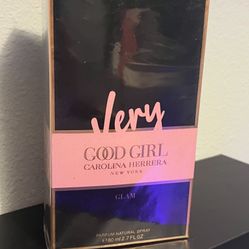 Very
GOOD GIRL
CAROLINA HERRERA
NEW YORK
GLAM
PARFUM NATURAL SPRAY
℮ 80 ml 2.7 FL.OZ